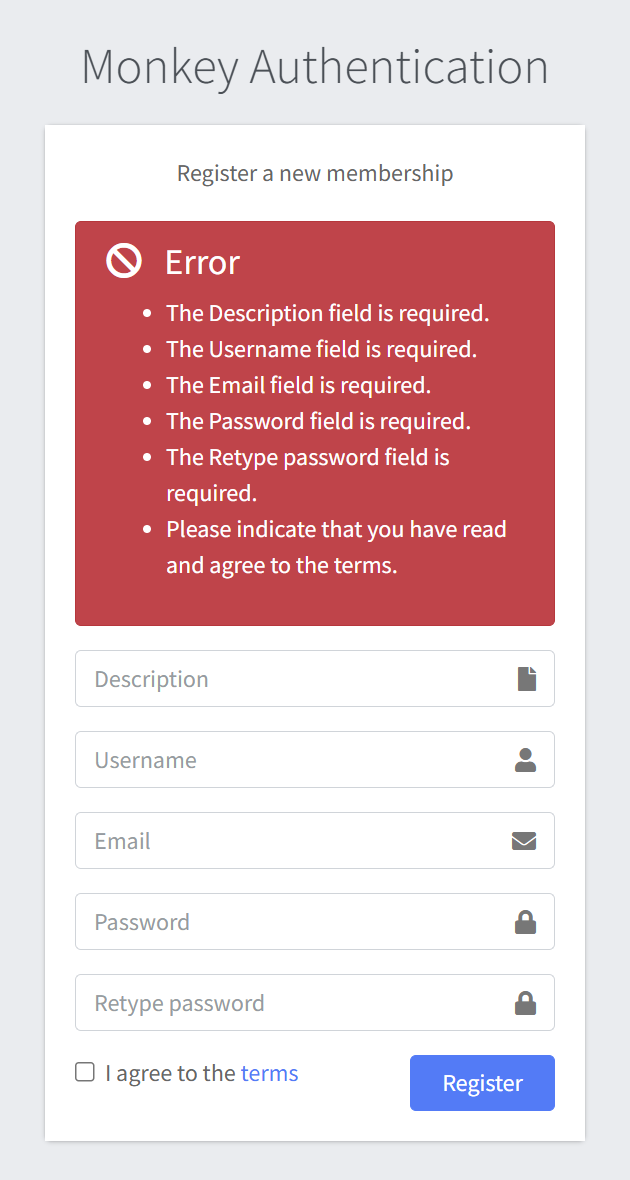 Monkey Authentication
Register a new membership
Error
The Description field is required.
The Username field is required.
The Email field is required.
The Password field is required.
The Retype password field is
required.
Please indicate that you have read
and agree to the terms.
Description
Username
Email
Password
Retype password
I agree to the terms
Register